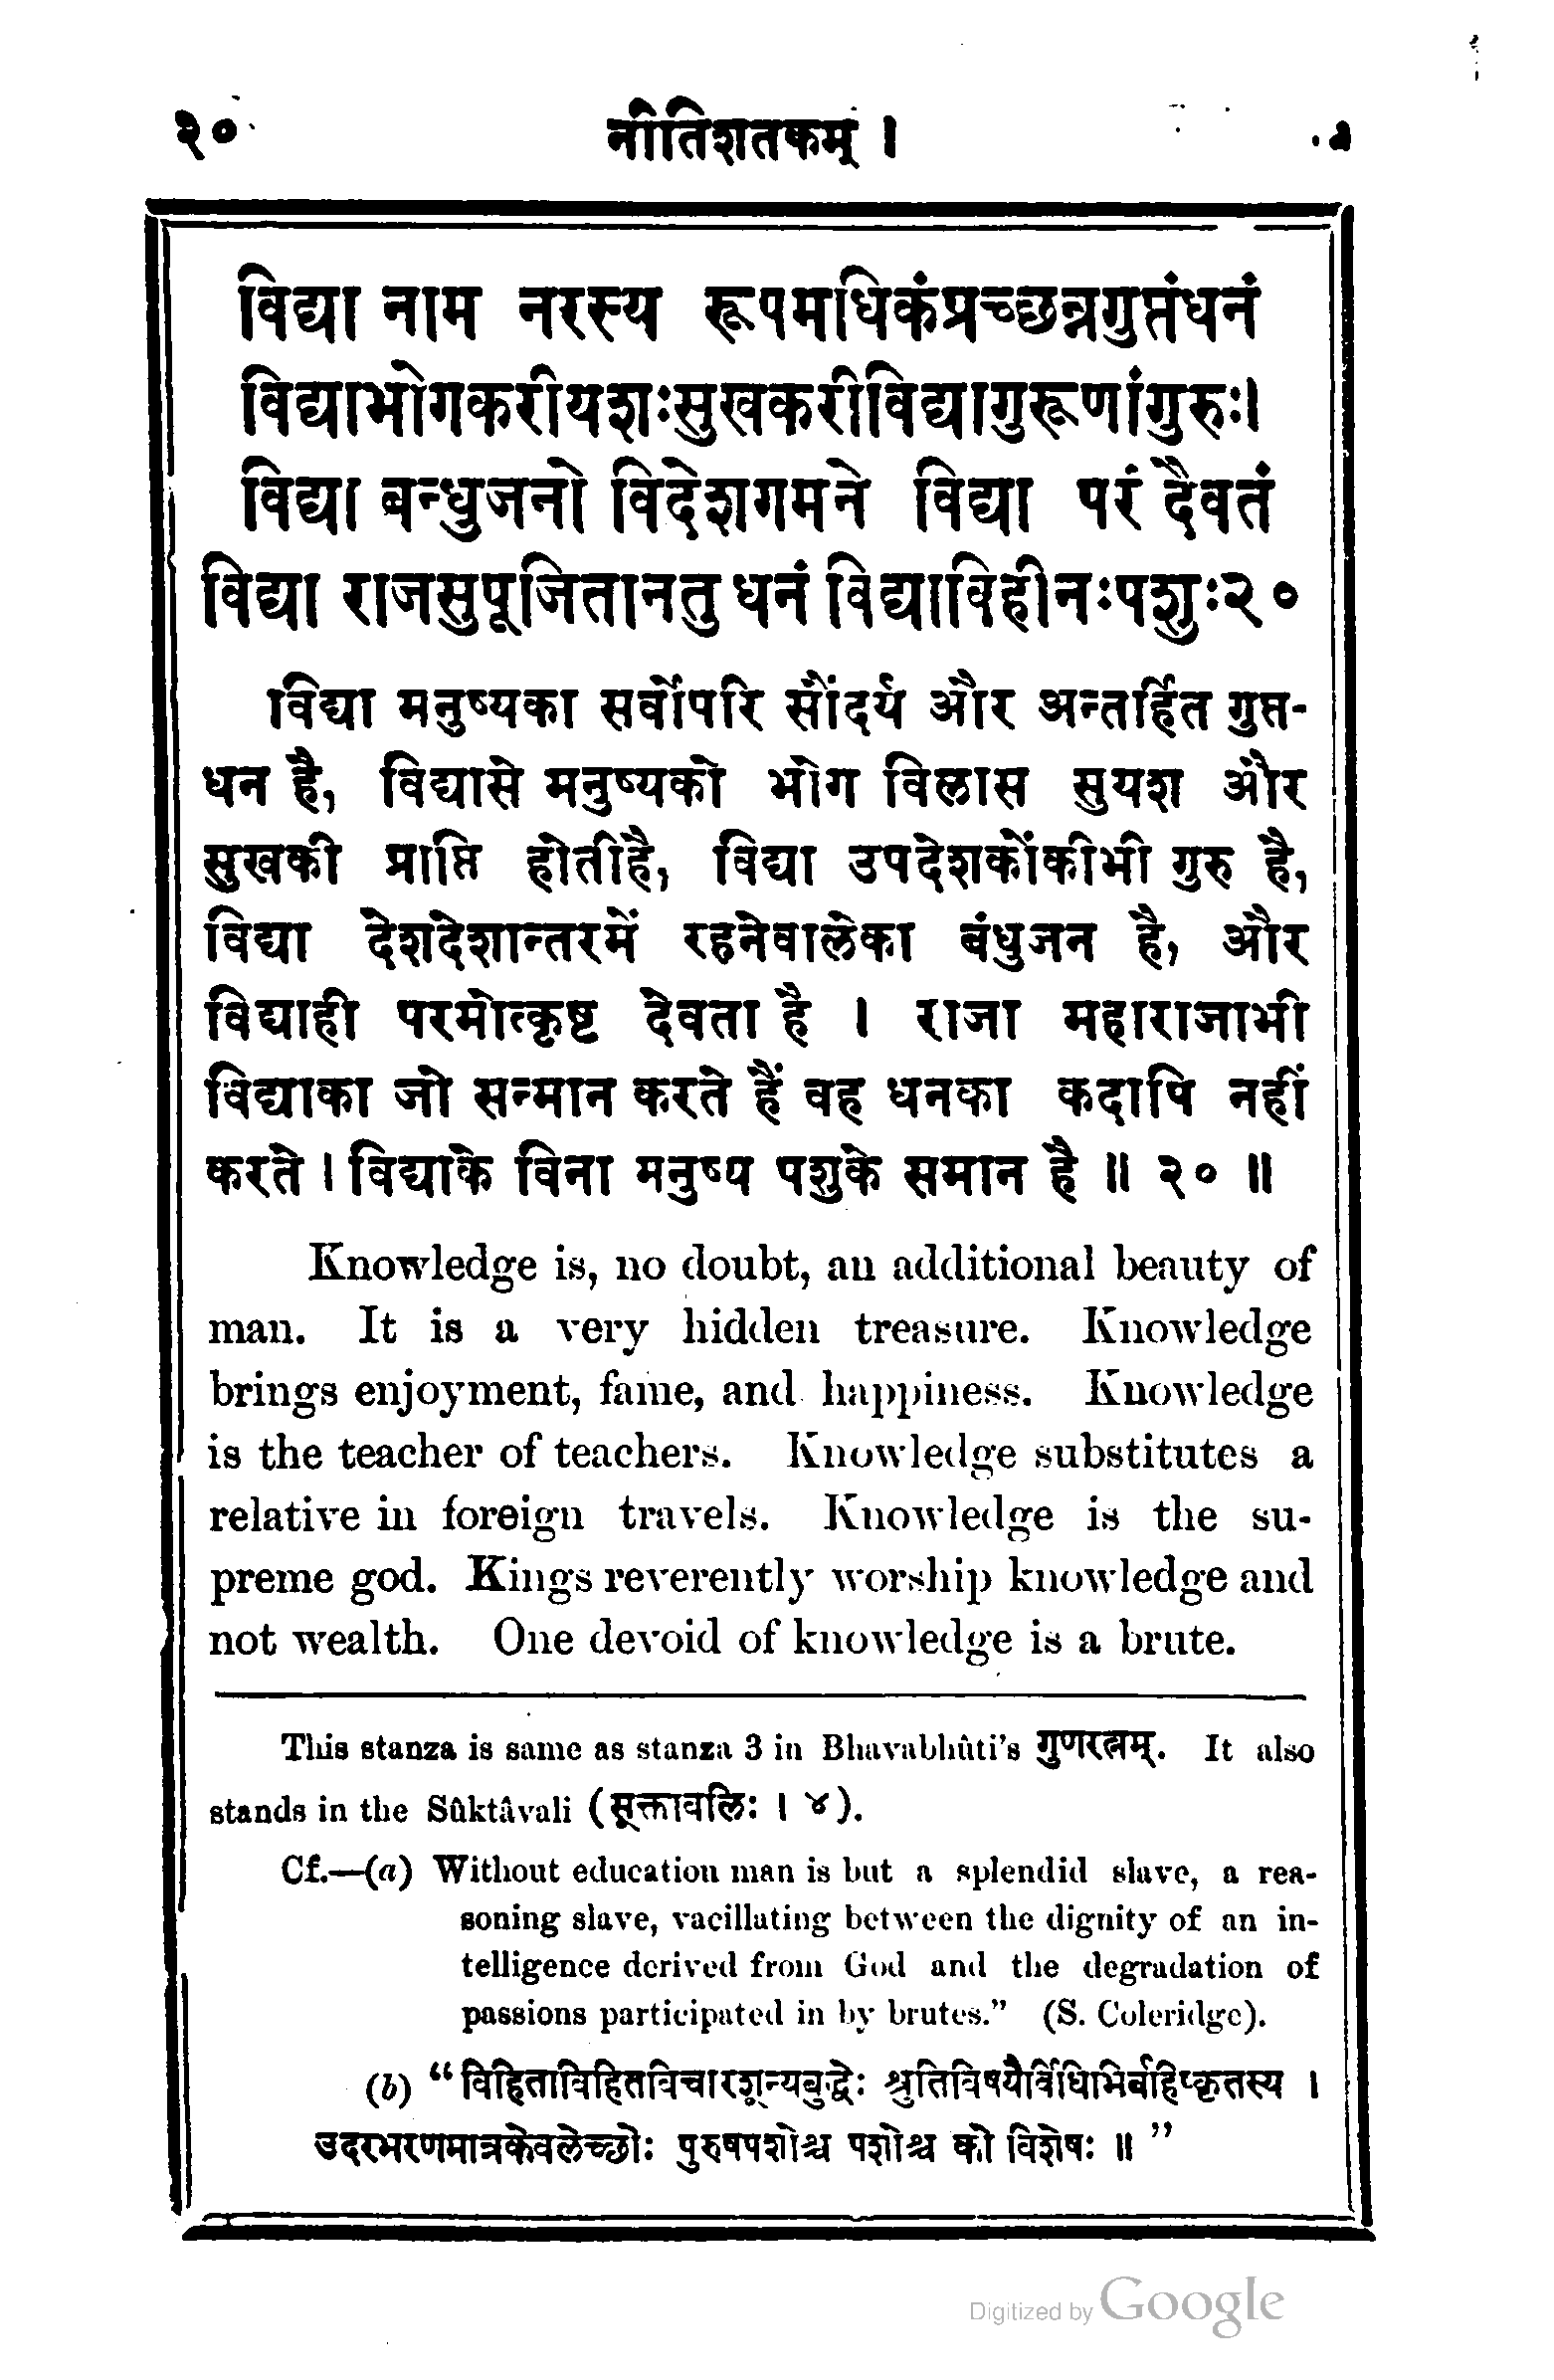 २०
नीतिशतकम् ।
विद्या नाम नरस्य रूपमधिकंप्रच्छन्नगुप्तंधनं
विद्याभोगकरीयशःसुखकरीविद्यागुरूणांगुरुः।
विद्या बन्धुजनो विदेशगमने विद्या परं दैवतं
विद्या राजसुपूजितानतु धनं विद्याविहीनःपशुः२०
विद्या मनुष्यका सर्वोपरि सौंदर्य और अन्तर्हित गुप्त-
धन है, विद्यासे मनुष्यको भोग विलास सुयश और
सुखकी प्राप्ति होतीहै, विद्या उपदेशकोंकीभी गुरु है,
विद्या देशदेशान्तरमें रहनेवालेका बंधुजन है, और
विद्याही परमोत्कृष्ट देवता है । राजा महाराजाभी
विद्याका जो सन्मान करते हैं वह धनका कदापि नहीं
करते । विद्याके विना मनुष्य पशुके समान है ॥ २० ॥
Knowledge is, no doubt, an additional beauty of
man. It is a very hidden treasure. Knowledge
brings enjoyment, fame, and happiness. Knowledge
is the teacher of teachers. Knowledge substitutes a
relative in foreign travels. Knowledge is the su-
preme god. Kings reverently worship knowledge and
not wealth. One devoid of knowledge is a brute.
This stanza is same as stanza 3 in Bhavabhûti's गुणरत्नम्. It also
stands in the Sûktâvali (सूक्तावलिः । ४).
Cf.—(a) Without education man is but a splendid slave, a rea-
soning slave, vacillating between the dignity of an in-
telligence derived from God and the degradation of
passions participated in by brutes." (S. Coleridge).
(b) "विहिताविहितविचारशून्यबुद्धेः श्रुतिविषयैर्विधिभिर्बहिष्कृतस्य ।
उदरभरणमात्रकेवलेच्छोः पुरुषपशोश्च पशोश्च को विशेषः ॥"
Digitized by Google